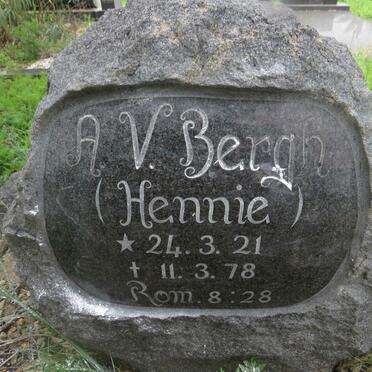 A V. Bergh
(Hennie)
★ 24. 3. 21
† 11. 3. 78
Rom. 8:28